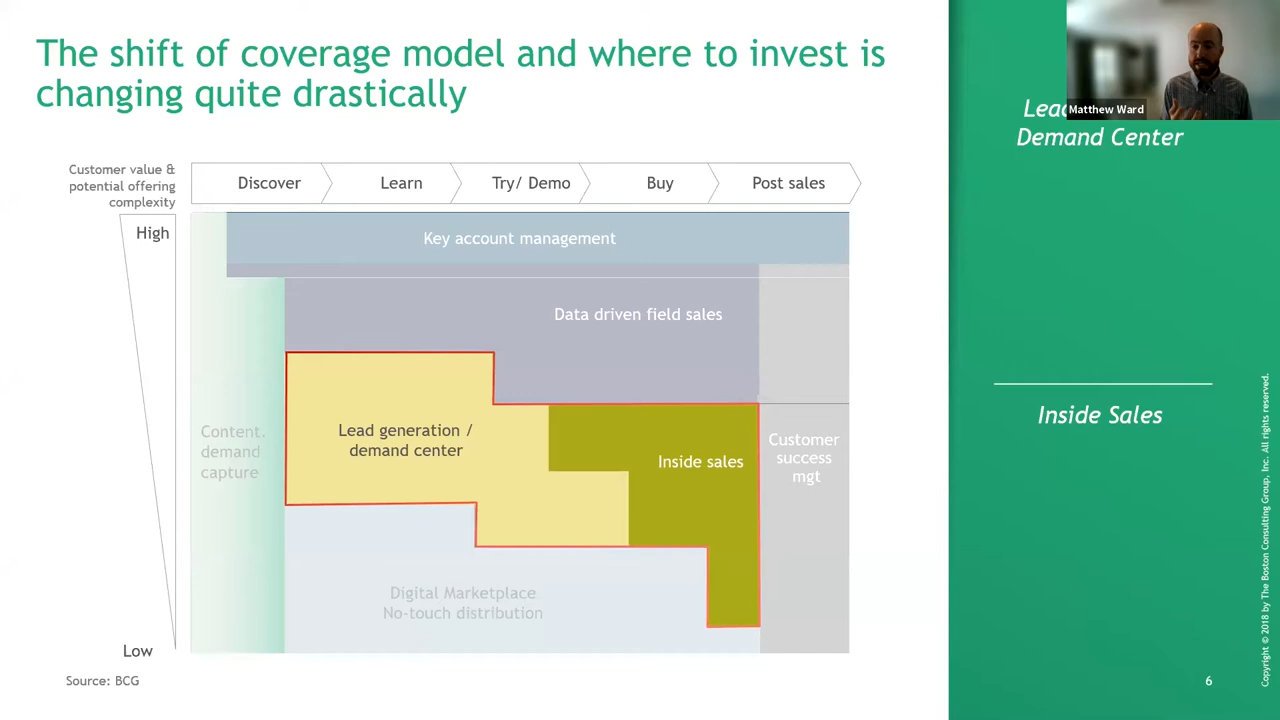 The shift of coverage model and where to invest is
changing quite drastically
Customer value &
potential offering
complexity
Discover
Learn
Try/ Demo
Buy
Post sales
High
Key account management
Data driven field sales
Lead generation /
demand center
Content,
demand
capture
Inside sales
Customer
success
mgt
Digital Marketplace
No-touch distribution
Low
Source: BCG
Matthew Ward
Demand Center
Inside Sales
6
Copyright © 2018 by The Boston Consulting Group, Inc. All rights reserved.